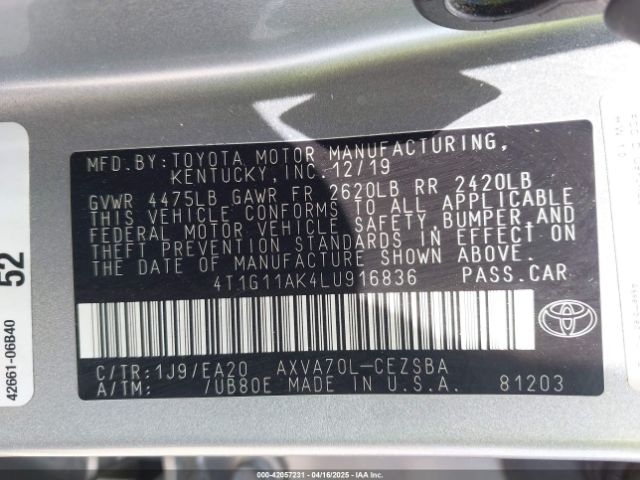 MFD.BY: TOYOTA MOTOR MANUFACTURING,
KENTUCKY, INC. 12/19
GVWR 4475LB GAWR FR 2620LB RR 2420LB
THIS VEHICLE CONFORMS TO ALL APPLICABLE
FEDERAL MOTOR VEHICLE SAFETY, BUMPER, AND
THEFT PREVENTION STANDARDS IN EFFECT ON
THE DATE OF MANUFACTURE SHOWN ABOVE.
4T1G11AK4LU916836 PASS.CAR
C/TR:1J9/EA20 AXVA70L-CEZSBA
A/TM: /UB80E MADE IN U.S.A. 81203
42661-06B40
52
000-42057231 - 04/16/2025 - IAAI.CA